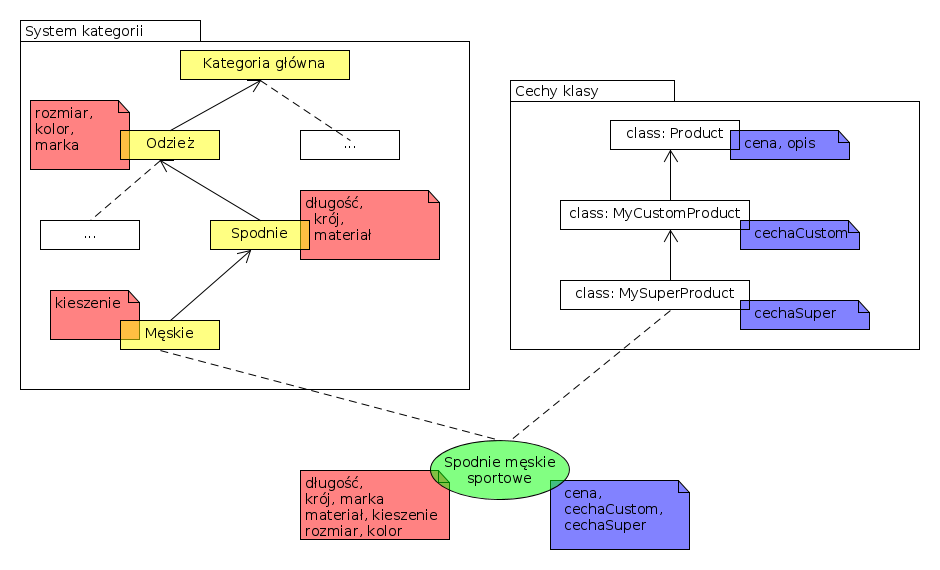 System kategorii
Kategoria główna
rozmiar,
kolor,
marka
Odzież
...
długość,
krój,
materiał
...
Spodnie
kieszenie
Męskie
Cechy klasy
class: Product
cena, opis
class: MyCustomProduct
cechaCustom
class: MySuperProduct
cechaSuper
Spodnie męskie
sportowe
długość,
krój, marka
materiał, kieszenie
rozmiar, kolor
cena,
cechaCustom,
cechaSuper